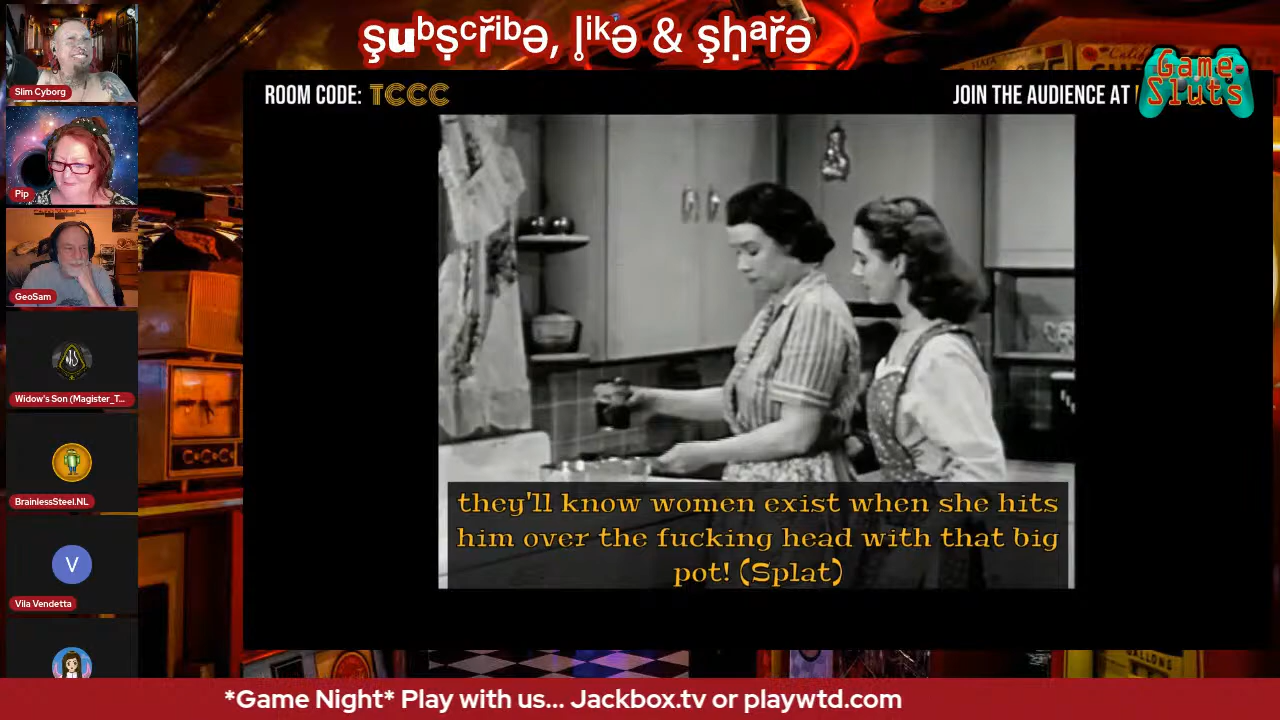 şuᵇşᶜřⁱᵇə, ļⁱᵏə & şḥᵃřə
Game
Sluts
ROOM CODE: TCCC
JOIN THE AUDIENCE AT
Slim Cyborg
Pip
GeoSam
Widow's Son (Magister_T...
BrainlessSteel.NL
V
Vila Vendetta
they'll know women exist when she hits
him over the fucking head with that big
pot! (Splat)
GALLONS
*Game Night* Play with us... Jackbox.tv or playwtd.com